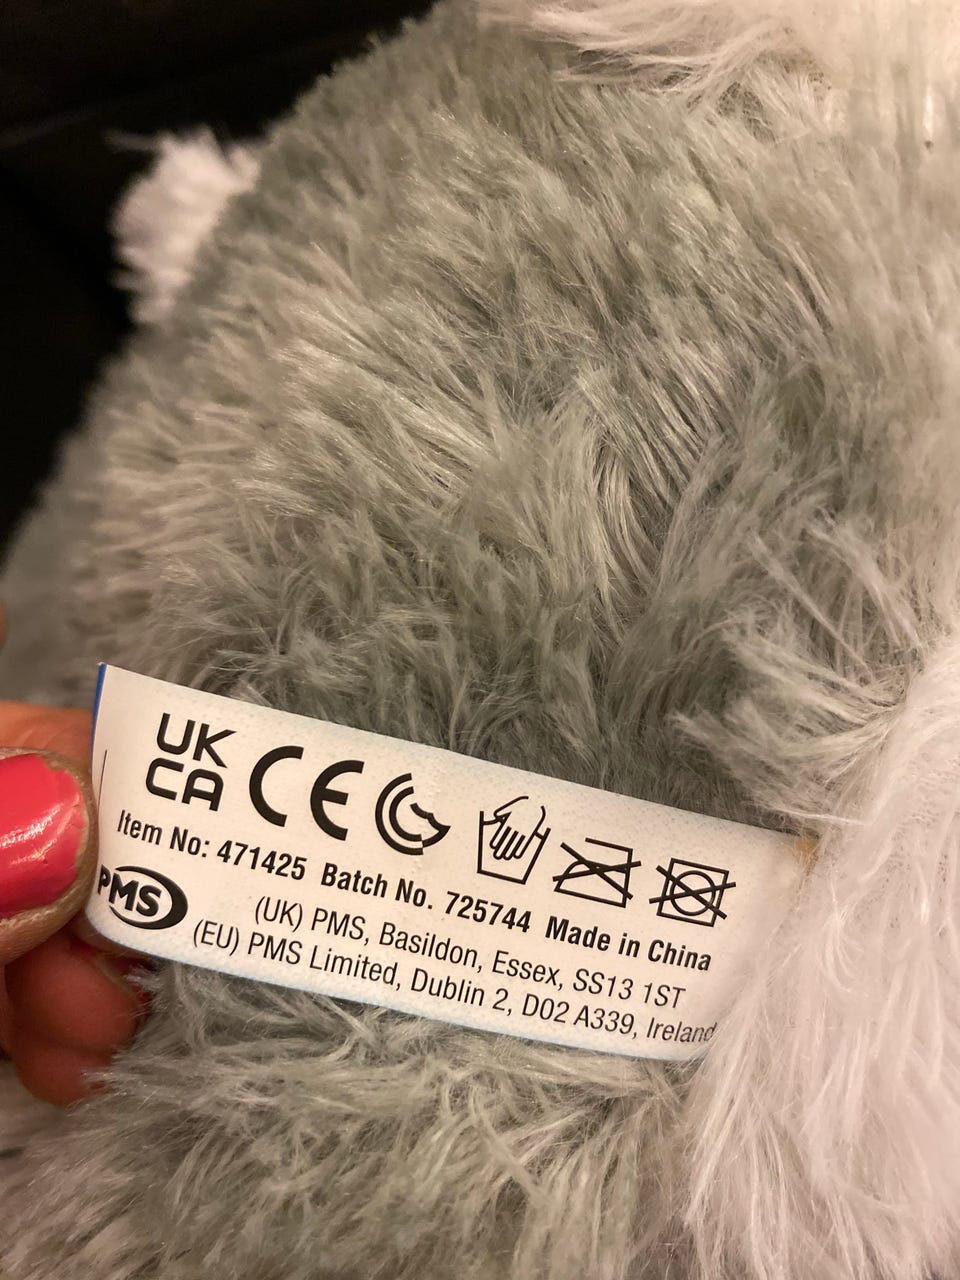 UK
CA CE
Item No: 471425 Batch No. 725744 Made in China
PMS
(UK) PMS, Basildon, Essex, SS13 1ST
(EU) PMS Limited, Dublin 2, D02 A339, Ireland